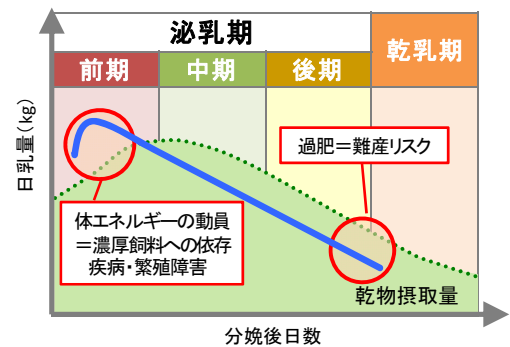 泌乳期
乾乳期
前期
中期
後期
日乳量(kg)
過肥＝難産リスク
体エネルギーの動員
＝濃厚飼料への依存
疾病・繁殖障害
乾物摂取量
分娩後日数